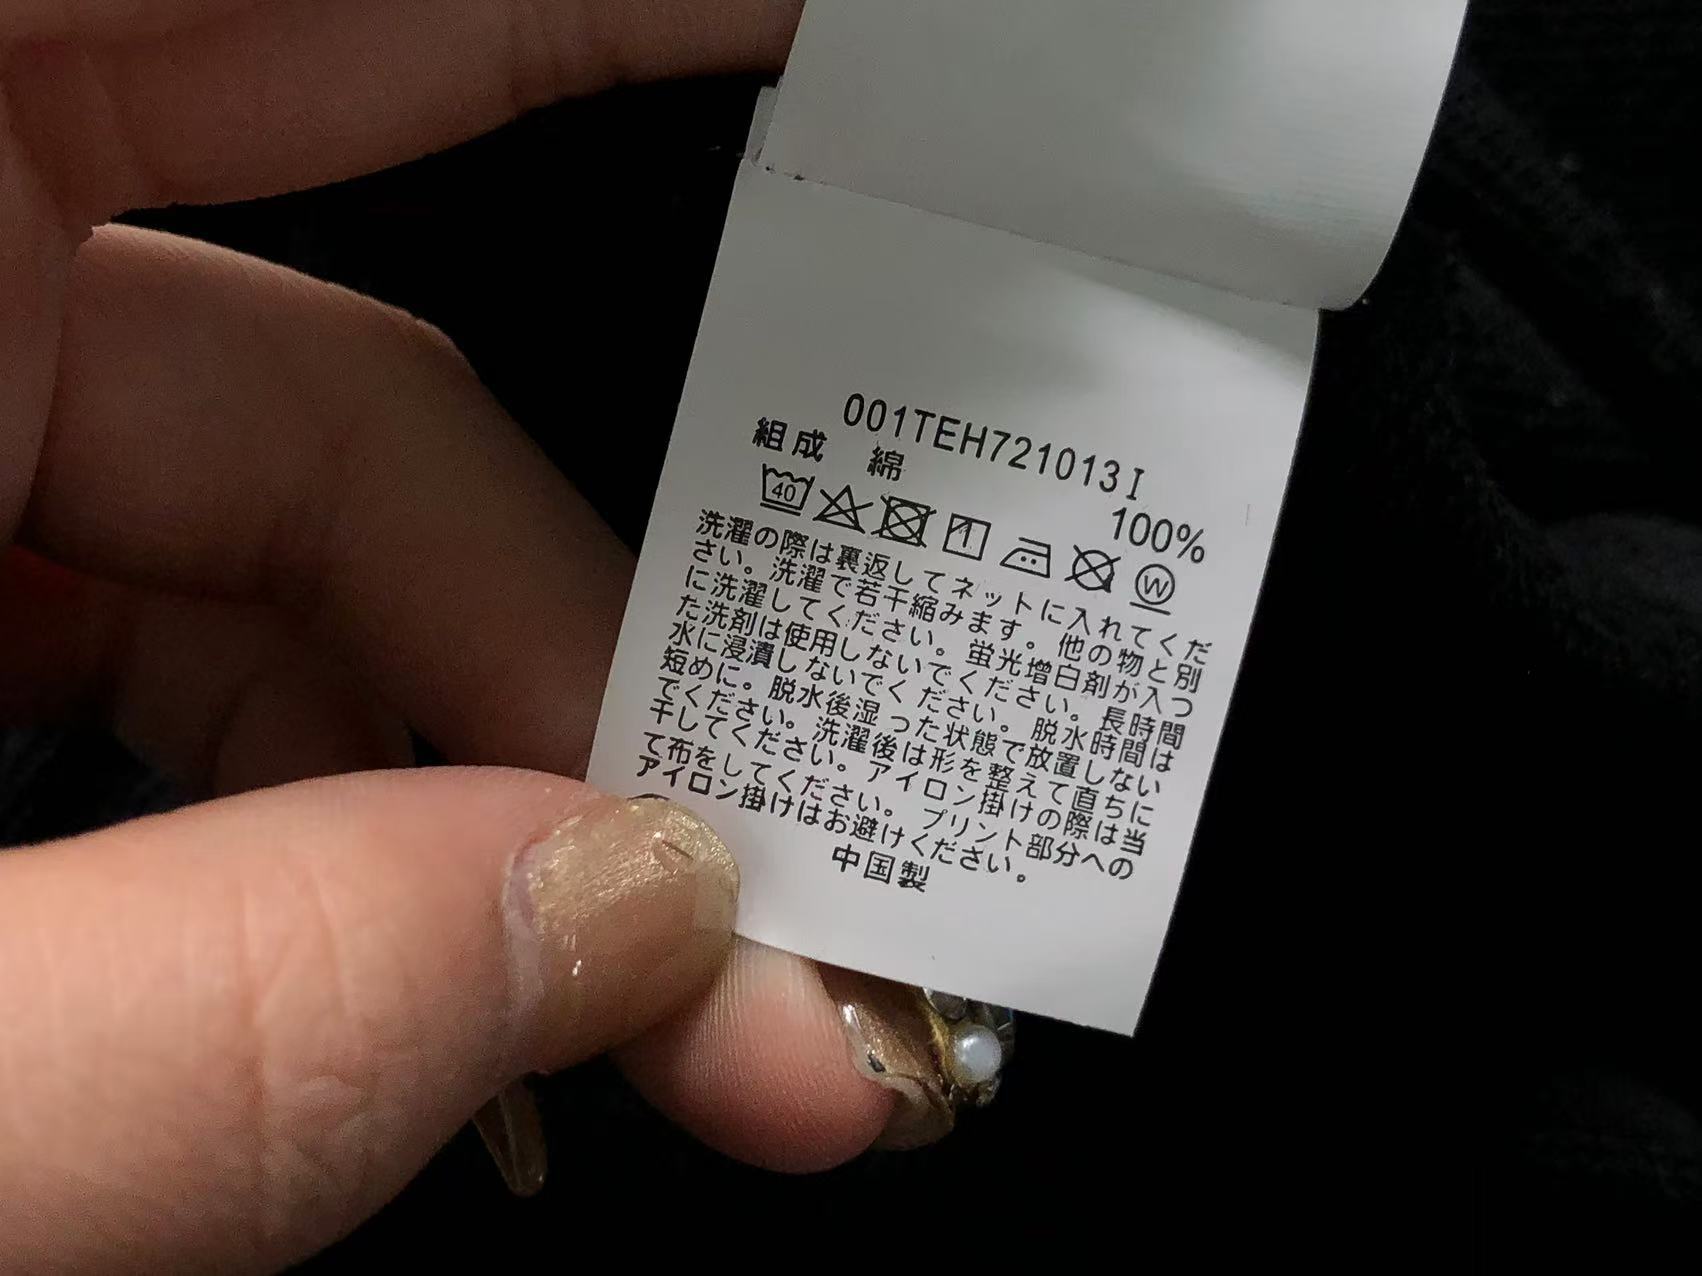 001TEH721013I
組成 綿 100%
40
W
洗濯の際は裏返してネットに入れてくだ
さい。洗濯で若干縮みます。他の物と別
に洗濯してください。蛍光増白剤が入っ
た洗剤は使用しないでください。長時間
水に浸漬しないでください。脱水時間は
短めに。脱水後湿った状態で放置しない
でください。洗濯後は形を整えて直ちに
干してください。アイロン掛けの際は当
て布をしてください。プリント部分への
アイロン掛けはお避けください。
中国製